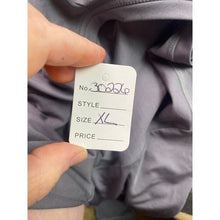 No. 30226
STYLE
SIZE XL
PRICE